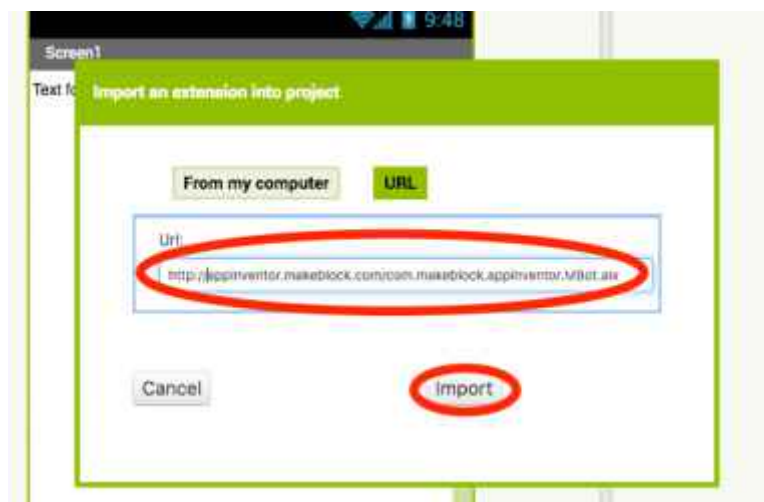 9:48
Screen1
Text fo
Import an extension into project
From my computer URL
Url:
http://appinventor.makeblock.com/com.makeblock.appinventor.MBot.aix
Cancel Import